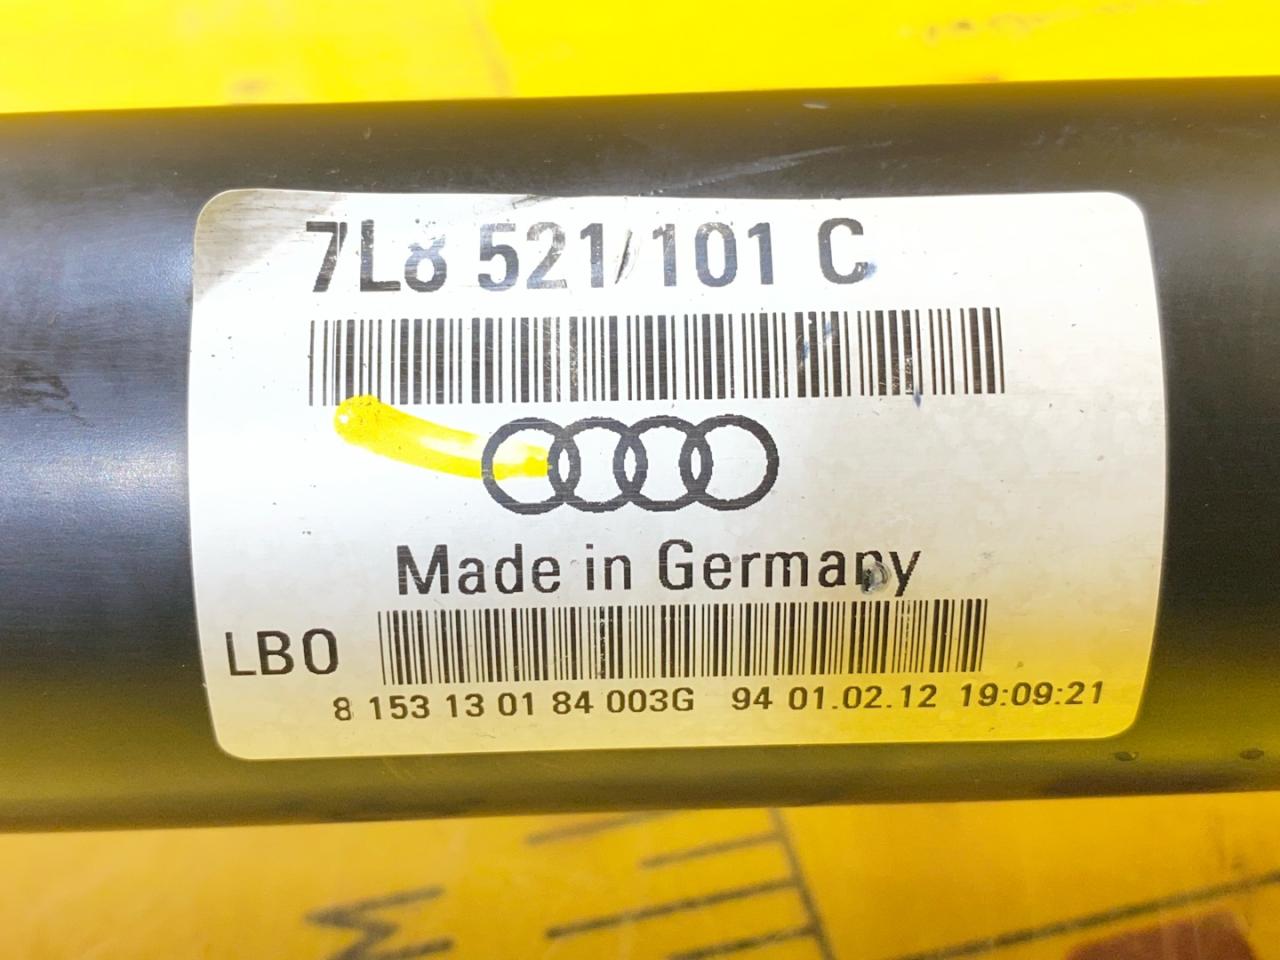 7L8 521 101 C
Made in Germany
LB0
8 153 13 01 84 003G 94 01.02.12 19:09:21